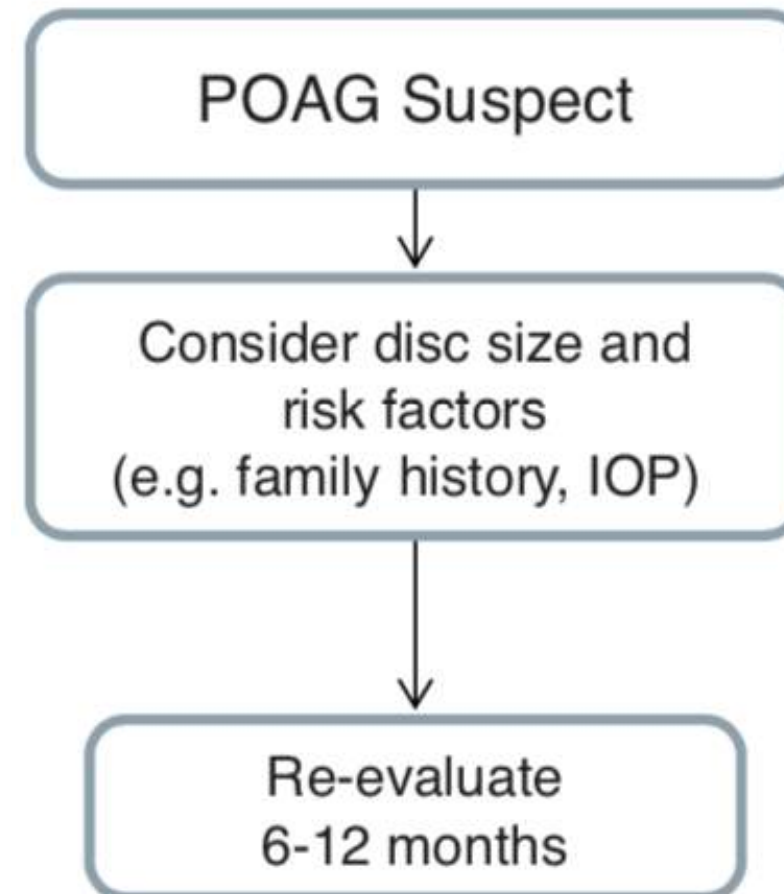 POAG Suspect
Consider disc size and
risk factors
(e.g. family history, IOP)
Re-evaluate
6-12 months